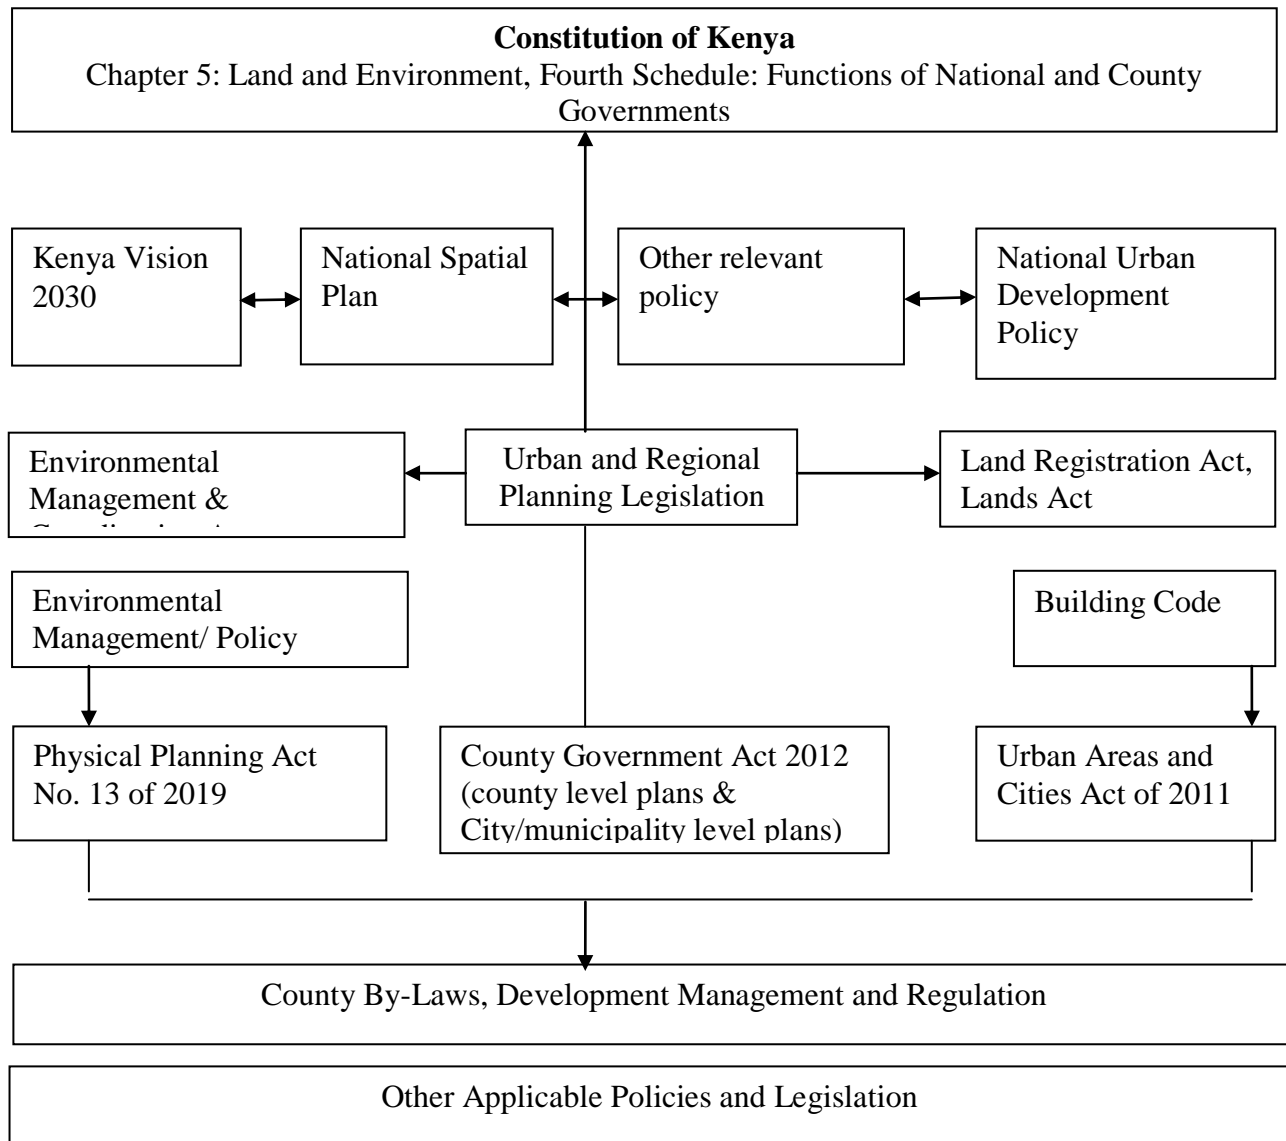 Constitution of Kenya
Chapter 5: Land and Environment, Fourth Schedule: Functions of National and County
Governments
Kenya Vision
2030
National Spatial
Plan
Other relevant
policy
National Urban
Development
Policy
Environmental
Management &
Urban and Regional
Planning Legislation
Land Registration Act,
Lands Act
Environmental
Management/ Policy
Building Code
Physical Planning Act
No. 13 of 2019
County Government Act 2012
(county level plans &
City/municipality level plans)
Urban Areas and
Cities Act of 2011
County By-Laws, Development Management and Regulation
Other Applicable Policies and Legislation